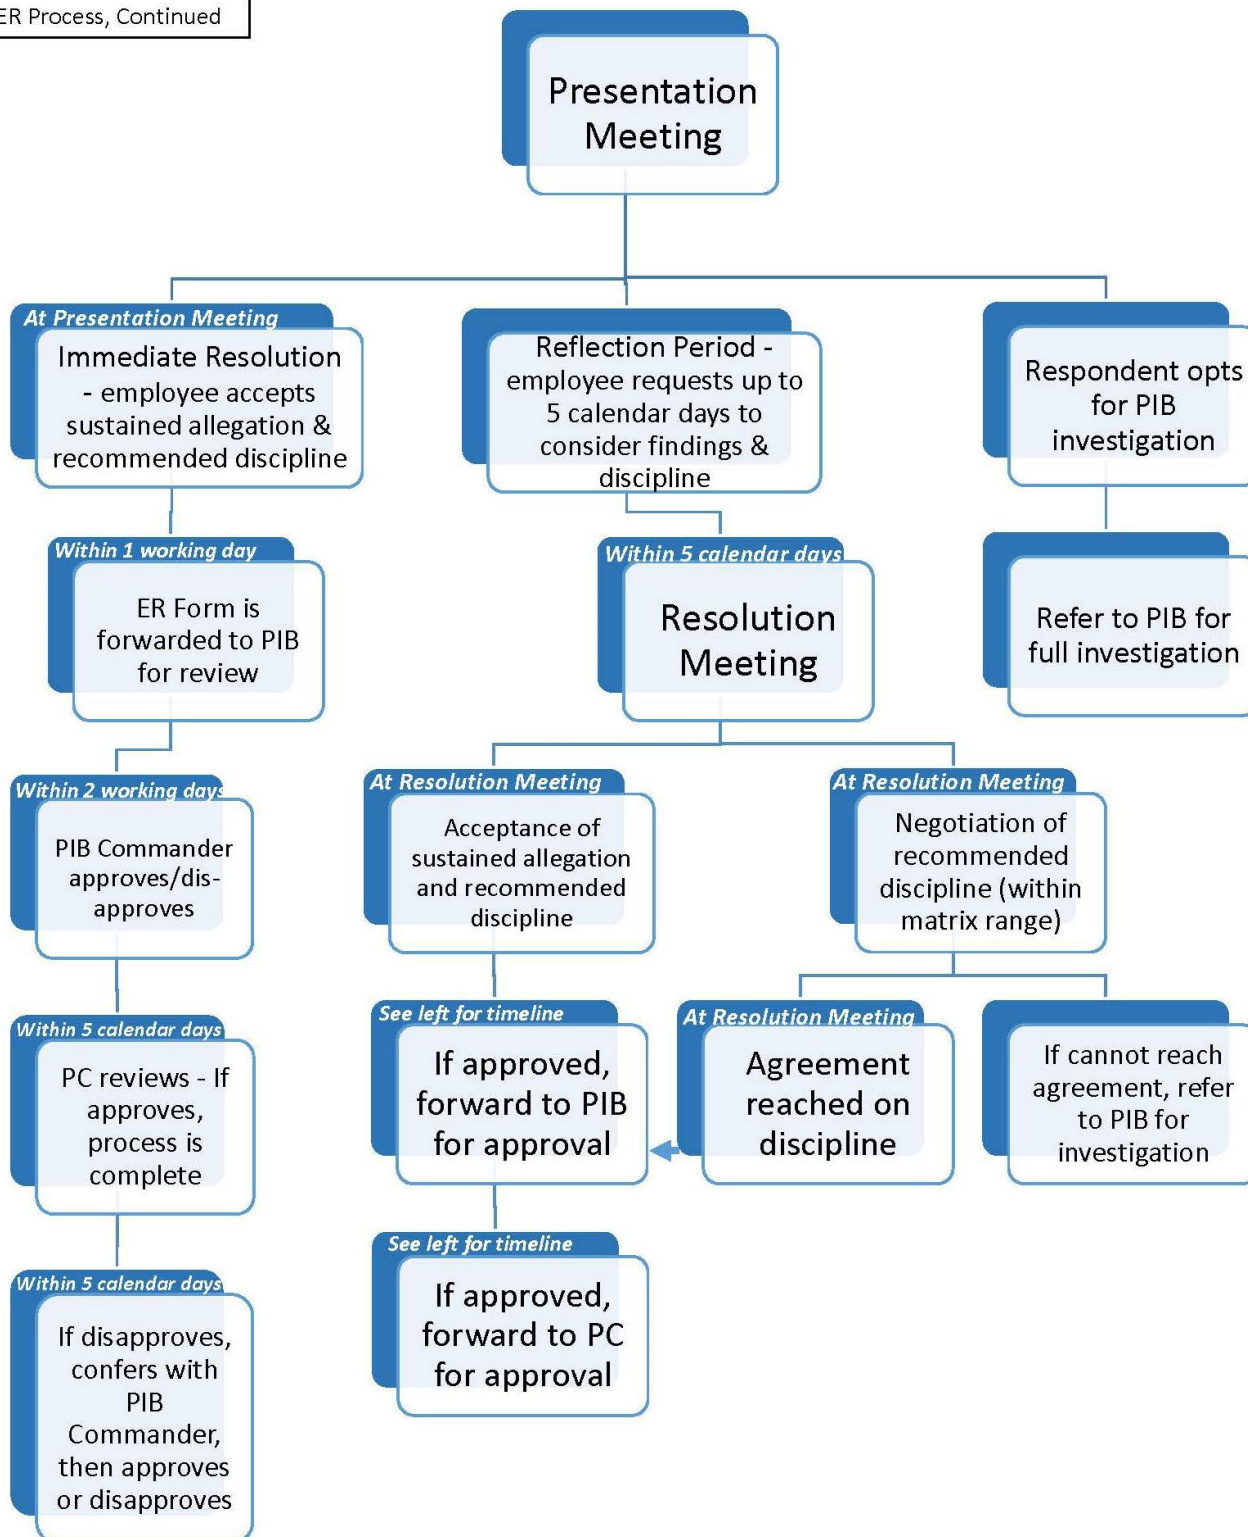 ER Process, Continued
Presentation
Meeting
At Presentation Meeting
Immediate Resolution
- employee accepts
sustained allegation &
recommended discipline
Reflection Period -
employee requests up to
5 calendar days to
consider findings &
discipline
Respondent opts
for PIB
investigation
Within 1 working day
ER Form is
forwarded to PIB
for review
Within 5 calendar days
Resolution
Meeting
Refer to PIB for
full investigation
Within 2 working days
PIB Commander
approves/dis-
approves
At Resolution Meeting
Acceptance of
sustained allegation
and recommended
discipline
At Resolution Meeting
Negotiation of
recommended
discipline (within
matrix range)
Within 5 calendar days
PC reviews - If
approves,
process is
complete
See left for timeline
If approved,
forward to PIB
for approval
At Resolution Meeting
Agreement
reached on
discipline
If cannot reach
agreement, refer
to PIB for
investigation
Within 5 calendar days
If disapproves,
confers with
PIB
Commander,
then approves
or disapproves
See left for timeline
If approved,
forward to PC
for approval